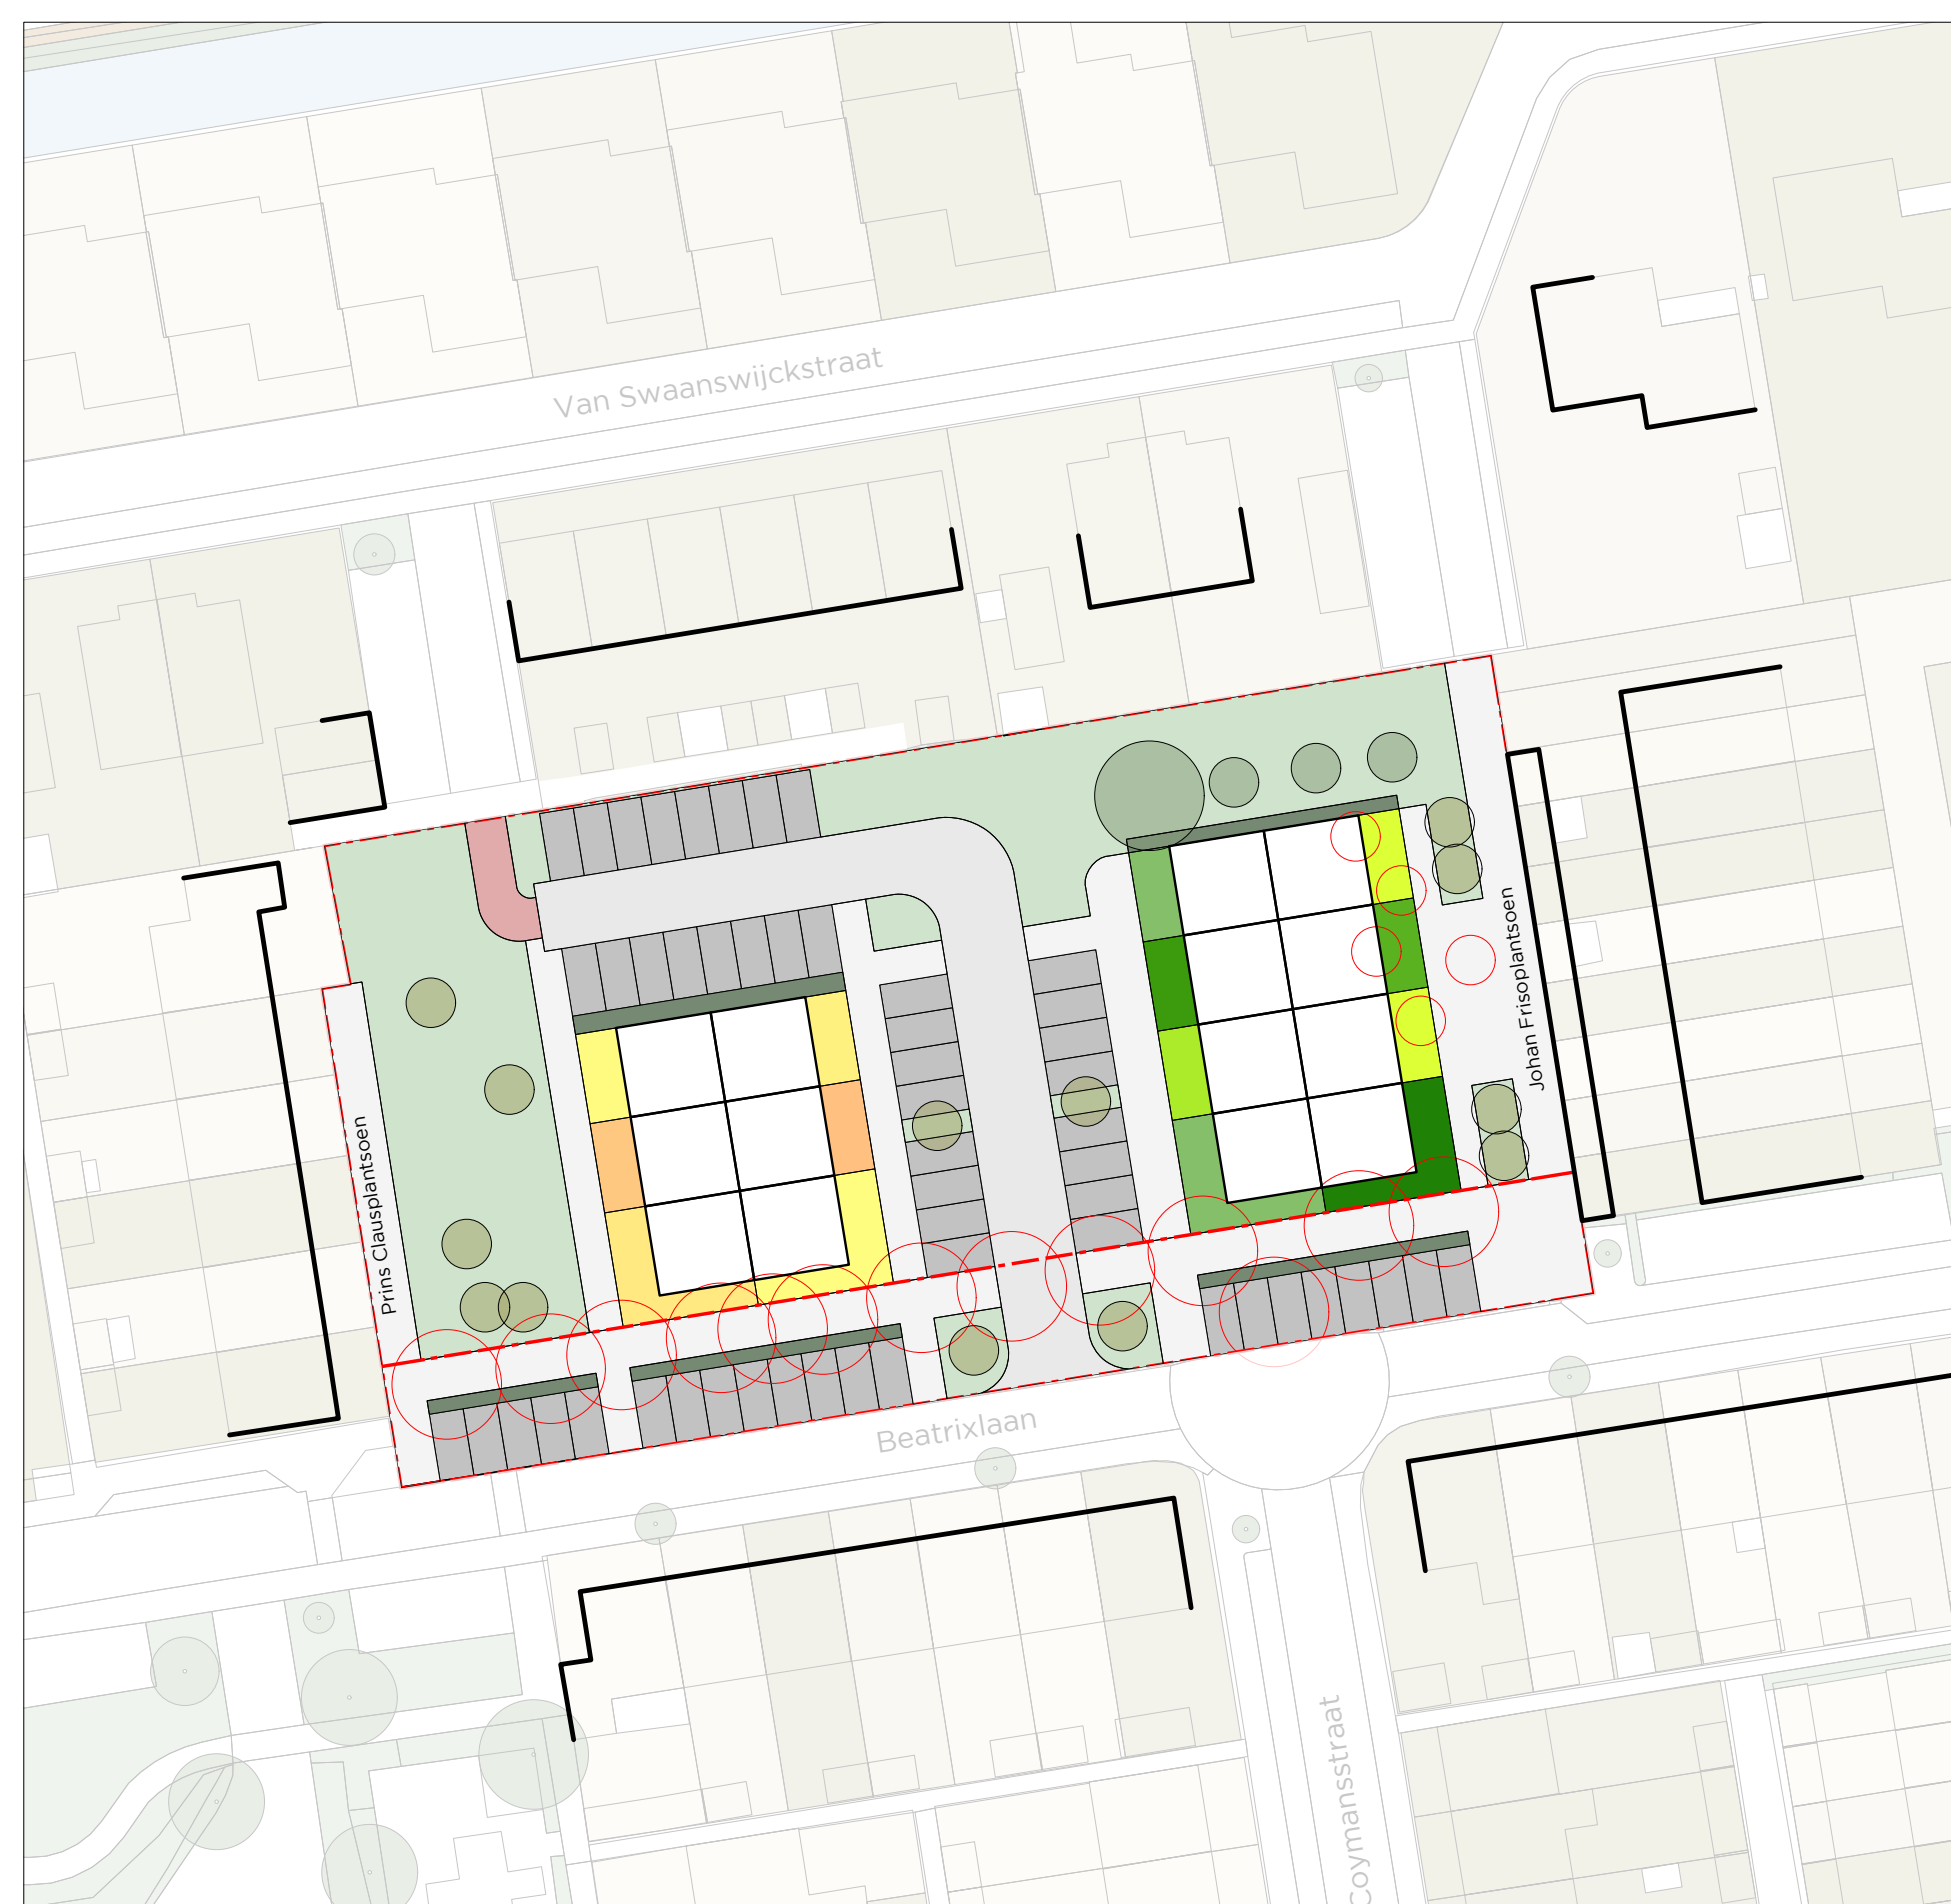 Van Swaanswijckstraat
Johan Frisoplantsoen
Prins Clausplantsoen
Beatrixlaan
Coymansstraat